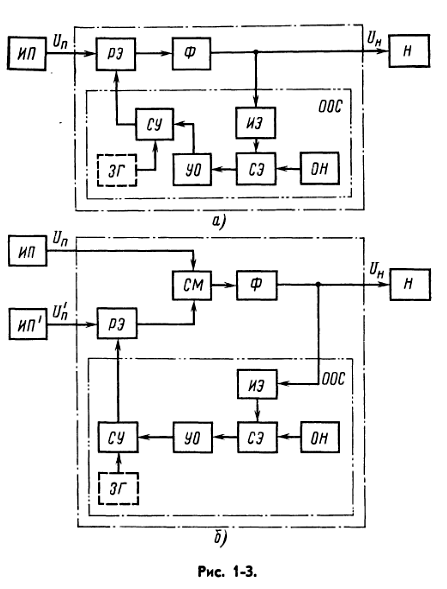 ИП Uп РЭ Ф Uн Н
ООС
СУ ИЭ
ЗГ УО СЭ ОН
а)
ИП Uп
СМ Ф Uн Н
ИП' Uп' РЭ
ИЭ ООС
СУ УО СЭ ОН
ЗГ
б)
Рис. 1-3.